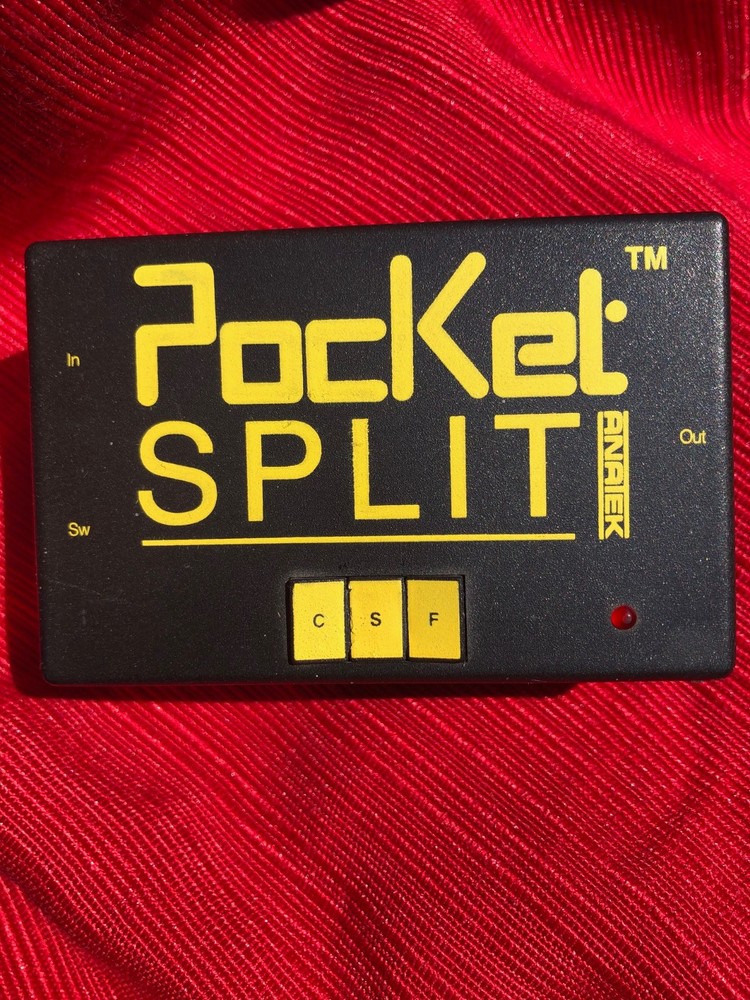 PocKet TM
In
SPLIT
ANATEK
Out
Sw
C S F